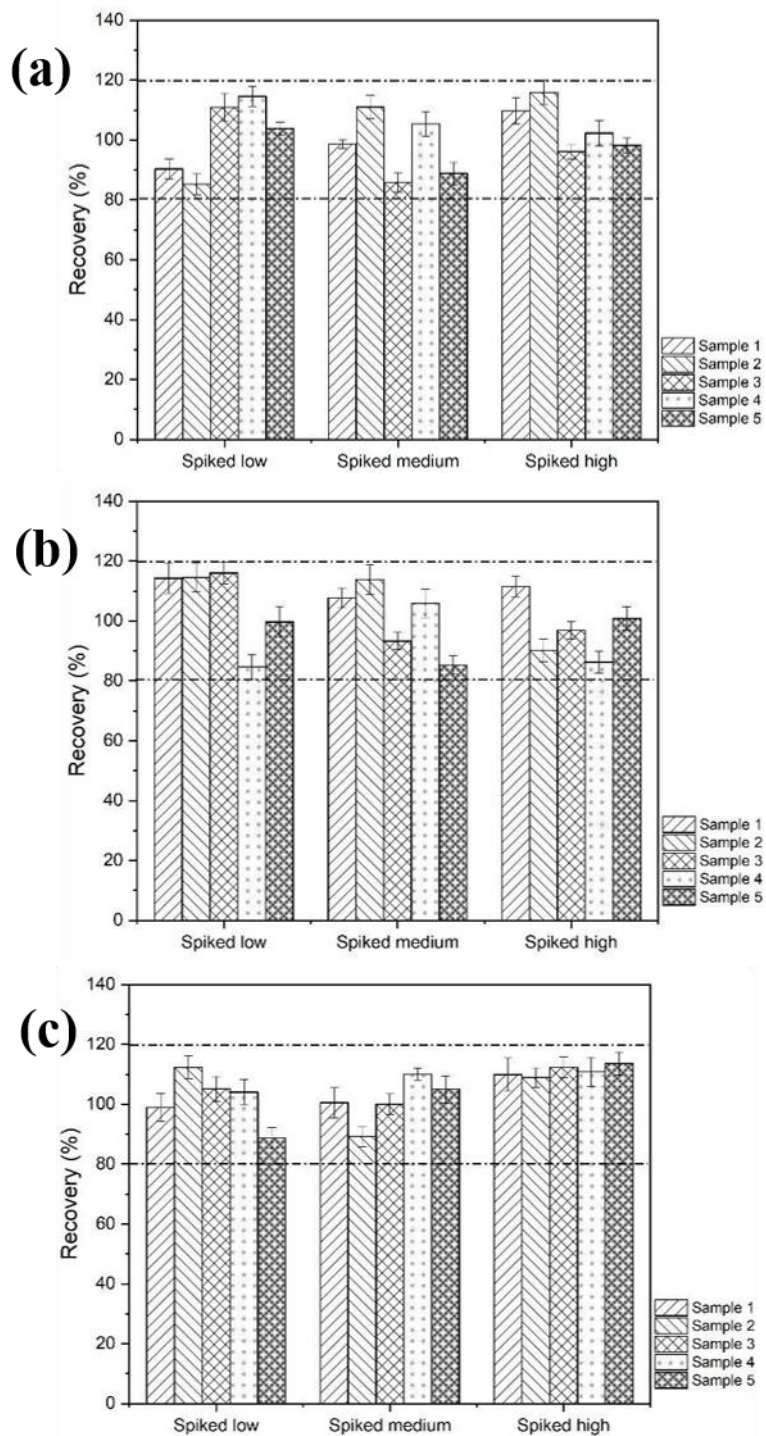 (a)
140
120
100
80
60
40
20
0
Recovery (%)
Spiked low
Spiked medium
Spiked high
Sample 1
Sample 2
Sample 3
Sample 4
Sample 5
(b)
140
120
100
80
60
40
20
0
Recovery (%)
Spiked low
Spiked medium
Spiked high
Sample 1
Sample 2
Sample 3
Sample 4
Sample 5
(c)
140
120
100
80
60
40
20
0
Recovery (%)
Spiked low
Spiked medium
Spiked high
Sample 1
Sample 2
Sample 3
Sample 4
Sample 5